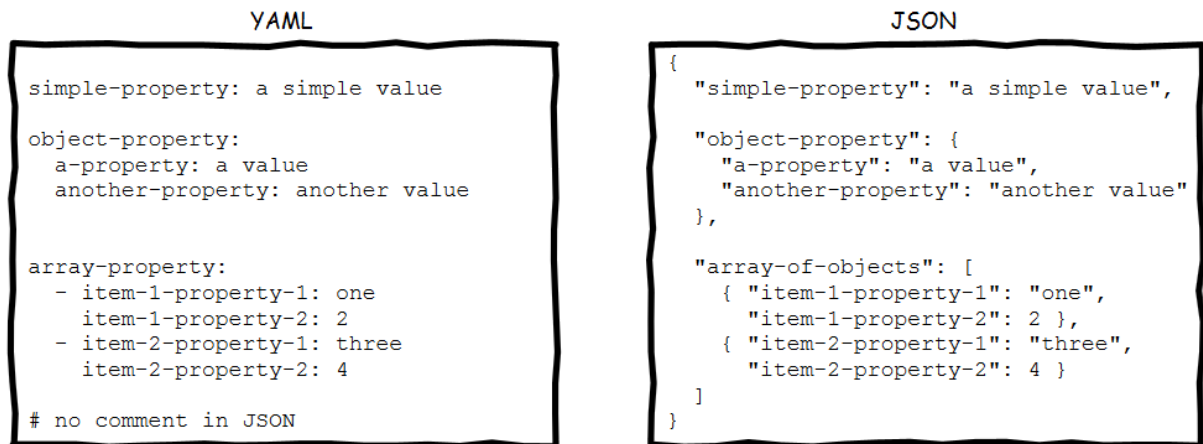 YAML
simple-property: a simple value
object-property:
  a-property: a value
  another-property: another value
array-property:
  - item-1-property-1: one
    item-1-property-2: 2
  - item-2-property-1: three
    item-2-property-2: 4
# no comment in JSON
JSON
{
  "simple-property": "a simple value",
  "object-property": {
    "a-property": "a value",
    "another-property": "another value"
  },
  "array-of-objects": [
    { "item-1-property-1": "one",
      "item-1-property-2": 2 },
    { "item-2-property-1": "three",
      "item-2-property-2": 4 }
  ]
}